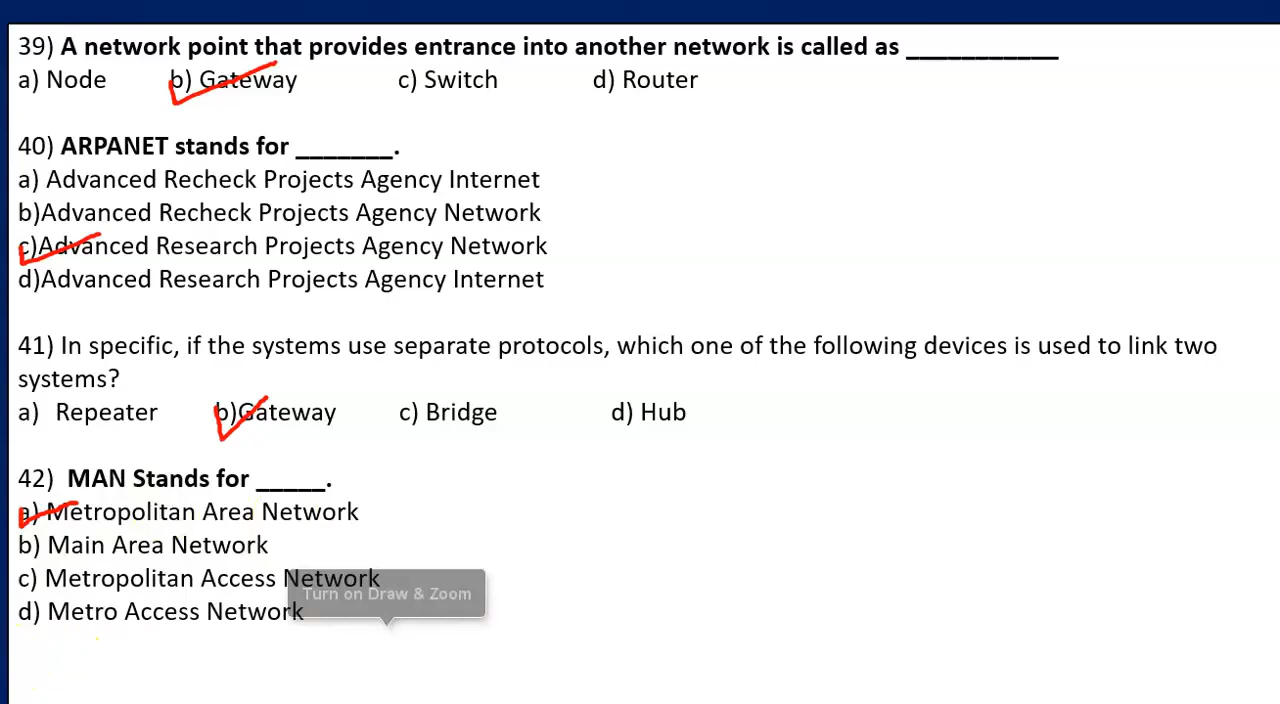 39) A network point that provides entrance into another network is called as ___________
a) Node b) Gateway c) Switch d) Router
40) ARPANET stands for _______.
a) Advanced Recheck Projects Agency Internet
b)Advanced Recheck Projects Agency Network
c)Advanced Research Projects Agency Network
d)Advanced Research Projects Agency Internet
41) In specific, if the systems use separate protocols, which one of the following devices is used to link two
systems?
a) Repeater b)Gateway c) Bridge d) Hub
42) MAN Stands for _____.
a) Metropolitan Area Network
b) Main Area Network
c) Metropolitan Access Network
Turn on Draw & Zoom
d) Metro Access Network